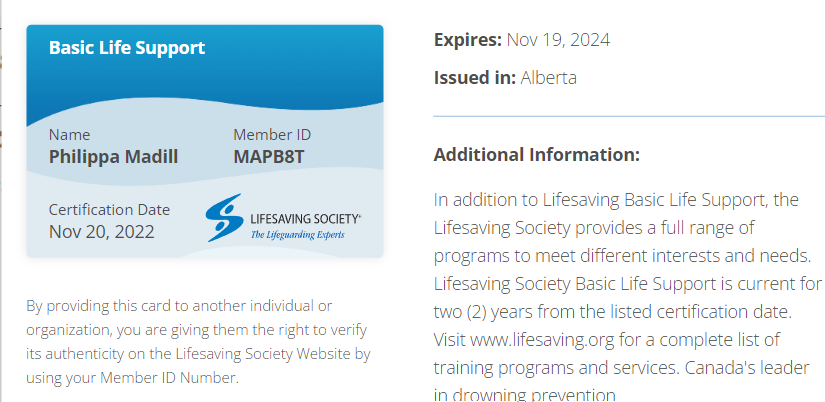 Basic Life Support
Name
Philippa Madill
Member ID
MAPB8T
Certification Date
Nov 20, 2022
LIFESAVING SOCIETY®
The Lifeguarding Experts
By providing this card to another individual or
organization, you are giving them the right to verify
its authenticity on the Lifesaving Society Website by
using your Member ID Number.
Expires: Nov 19, 2024
Issued in: Alberta
Additional Information:
In addition to Lifesaving Basic Life Support, the
Lifesaving Society provides a full range of
programs to meet different interests and needs.
Lifesaving Society Basic Life Support is current for
two (2) years from the listed certification date.
Visit www.lifesaving.org for a complete list of
training programs and services. Canada's leader
in drowning prevention